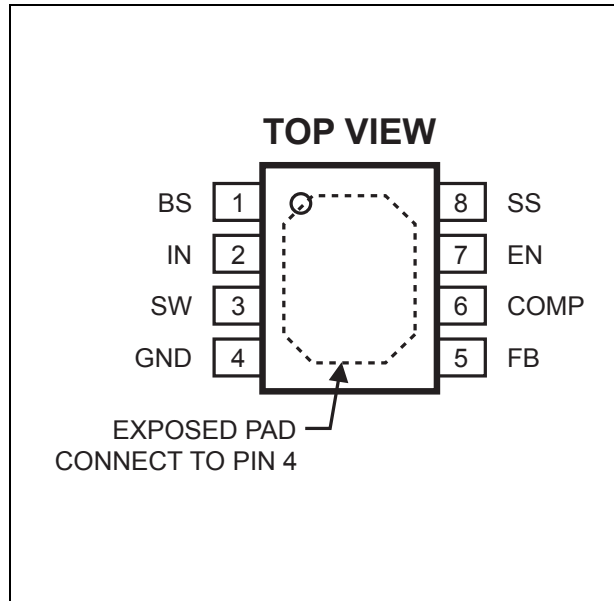 TOP VIEW
BS 1 8 SS
IN 2 7 EN
SW 3 6 COMP
GND 4 5 FB
EXPOSED PAD
CONNECT TO PIN 4